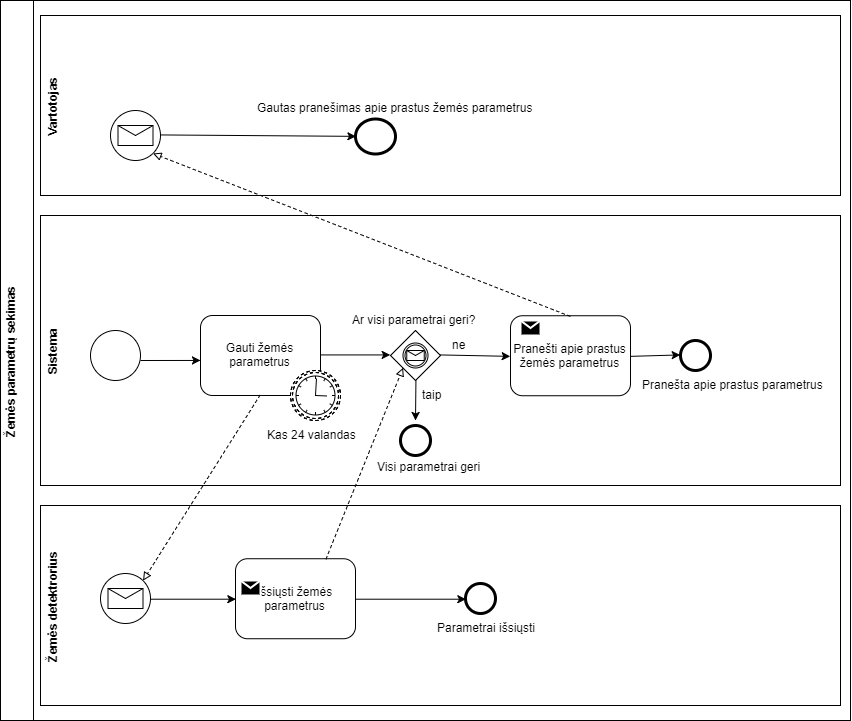 Žemės parametrų sekimas
Vartotojas
Gautas pranešimas apie prastus žemės parametrus
Sistema
Gauti žemės
parametrus
Kas 24 valandas
Ar visi parametrai geri?
ne
taip
Visi parametrai geri
Pranešti apie prastus
žemės parametrus
Pranešta apie prastus parametrus
Žemės detektrorius
šsiųsti žemės
parametrus
Parametrai išsiųsti